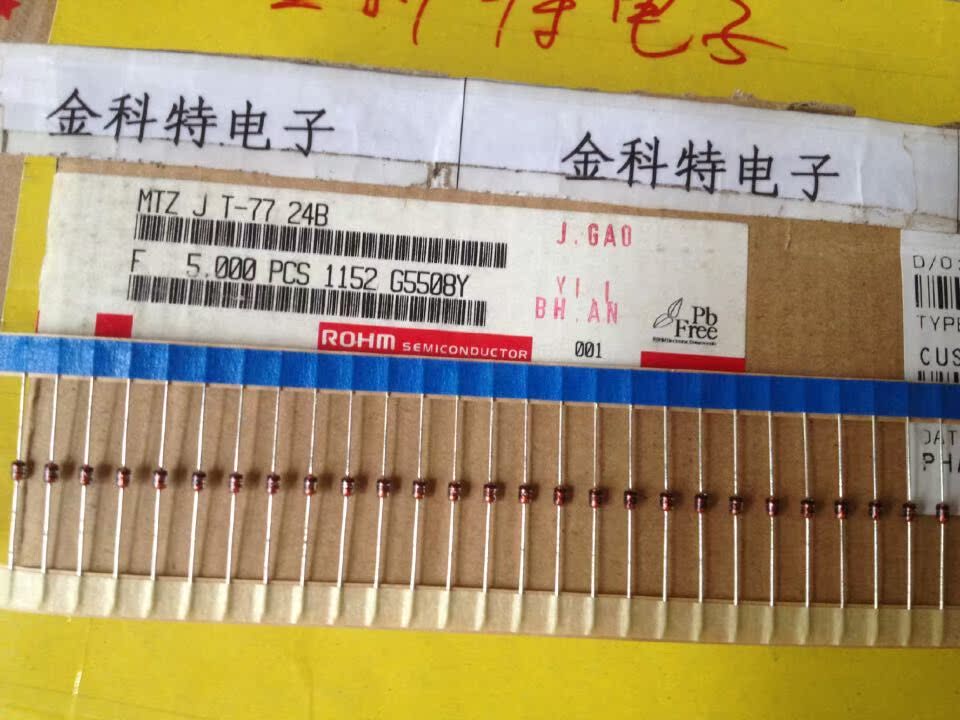 金科特电子
金科特电子
MTZ J T-77 24B
F 5.000 PCS 1152 G5508Y
J.GAO
YI I
BH.AN
Pb
Free
ROHM SEMICONDUCTOR
001
D/O
TYPE
CUS